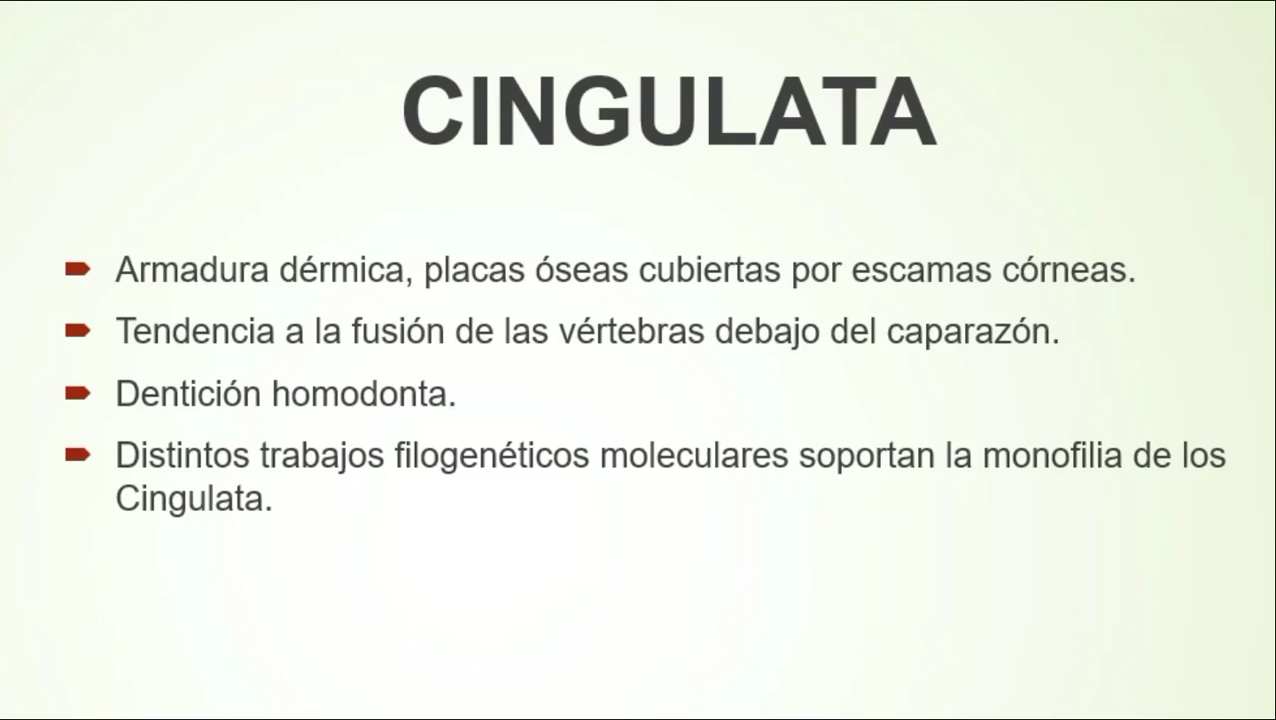 CINGULATA
Armadura dérmica, placas óseas cubiertas por escamas córneas.
Tendencia a la fusión de las vértebras debajo del caparazón.
Dentición homodonta.
Distintos trabajos filogenéticos moleculares soportan la monofilia de los
Cingulata.